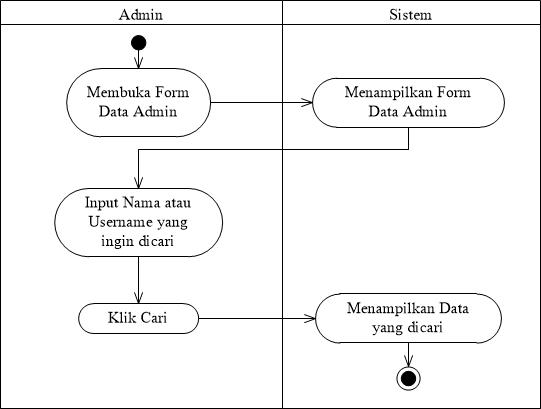 Admin
Sistem
Membuka Form
Data Admin
Menampilkan Form
Data Admin
Input Nama atau
Username yang
ingin dicari
Klik Cari
Menampilkan Data
yang dicari